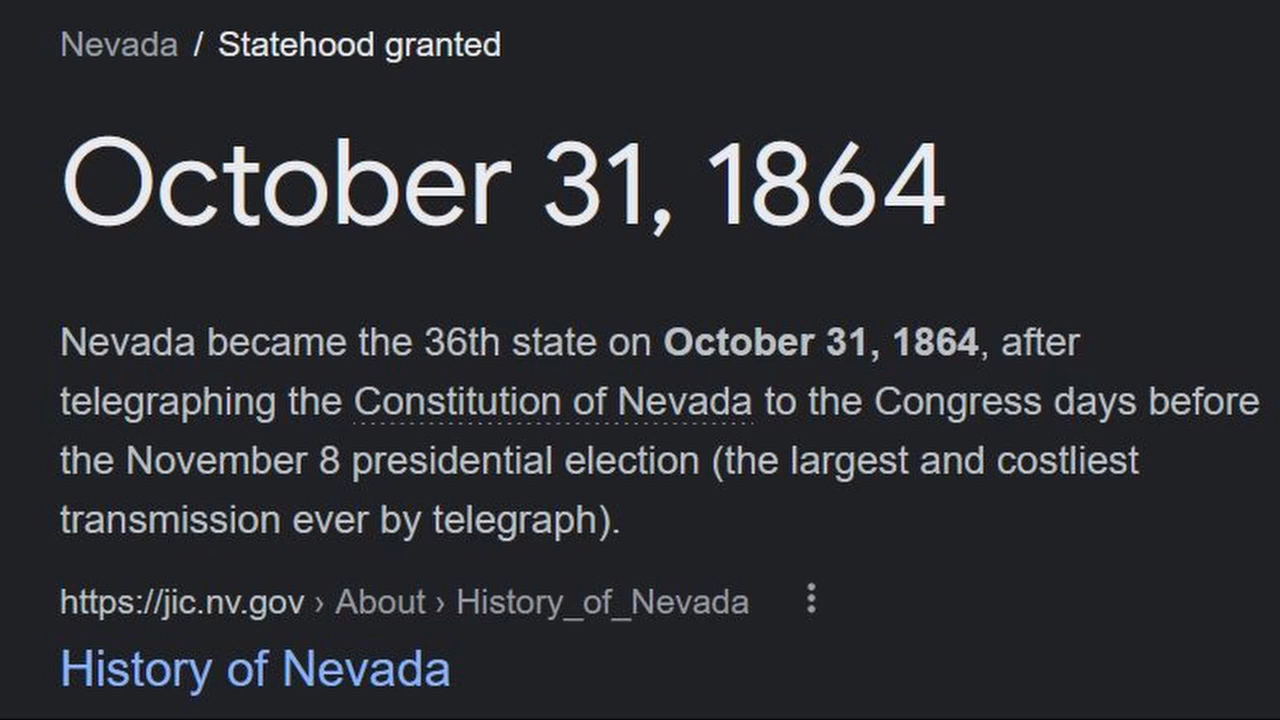 Nevada / Statehood granted
October 31, 1864
Nevada became the 36th state on October 31, 1864, after
telegraphing the Constitution of Nevada to the Congress days before
the November 8 presidential election (the largest and costliest
transmission ever by telegraph).
https://jic.nv.gov › About › History_of_Nevada
History of Nevada